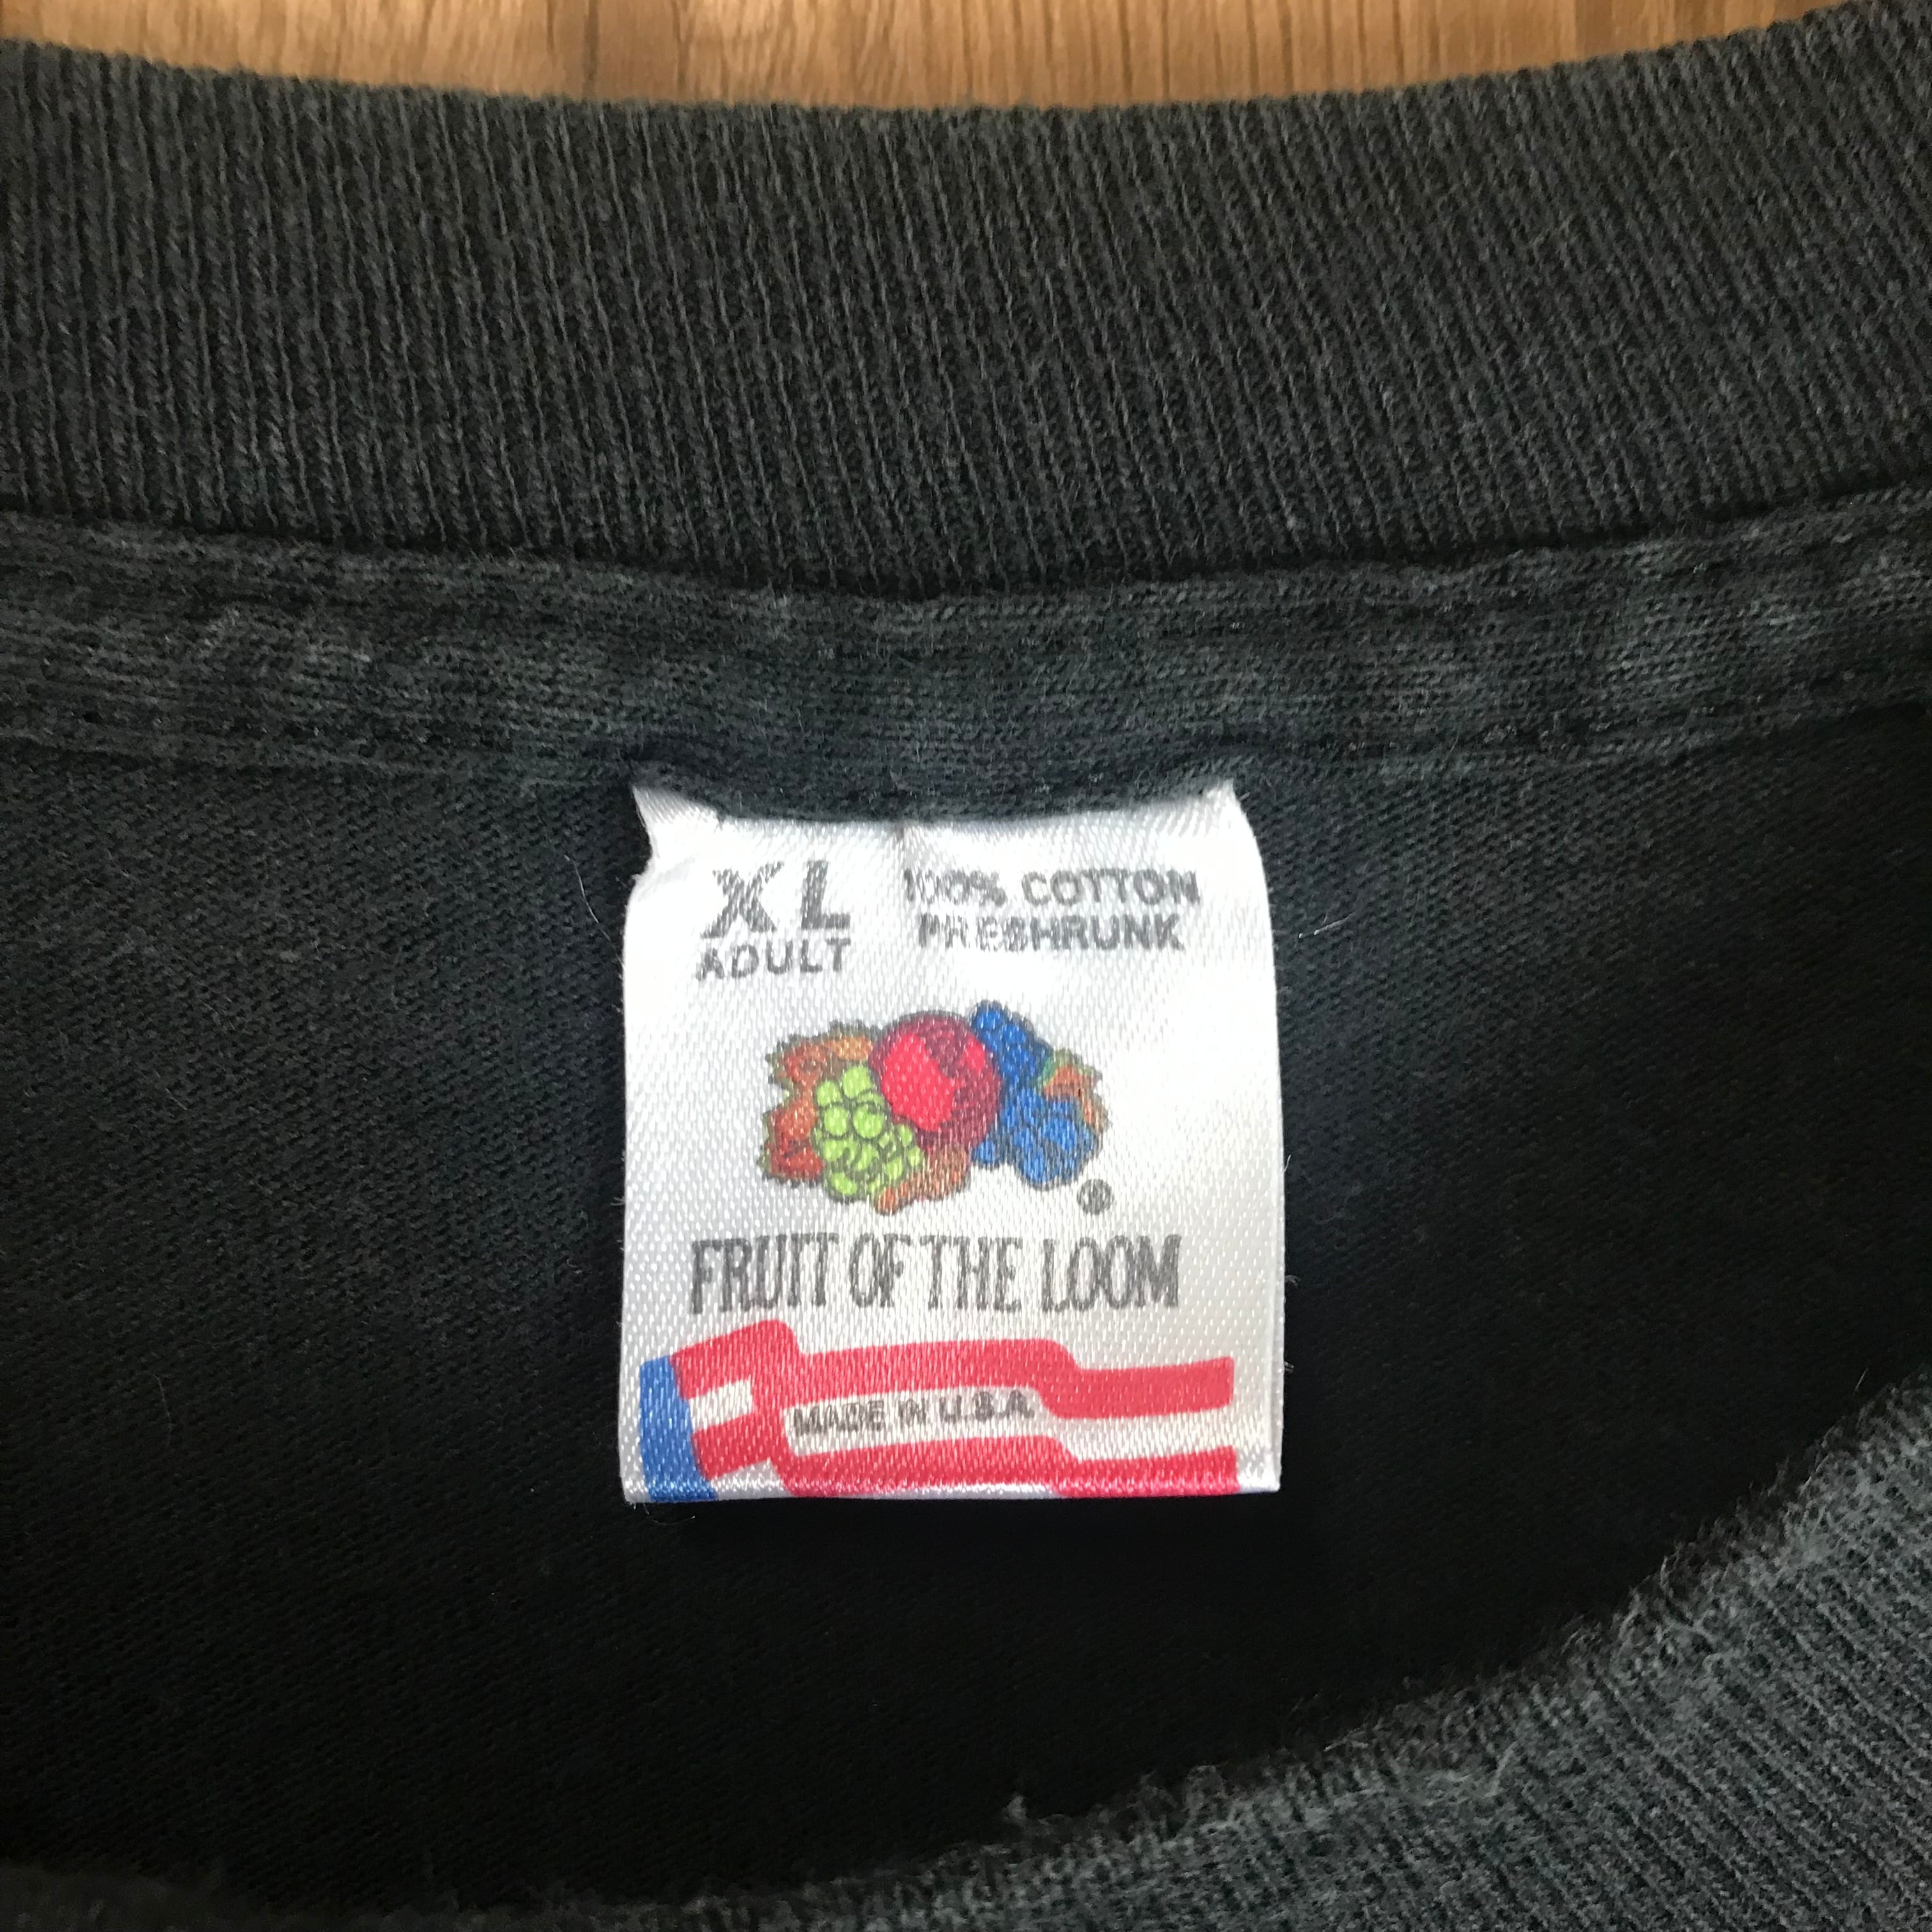 XL
ADULT
100% COTTON
PRESHRUNK
®
FRUIT OF THE LOOM
MADE IN U.S.A.